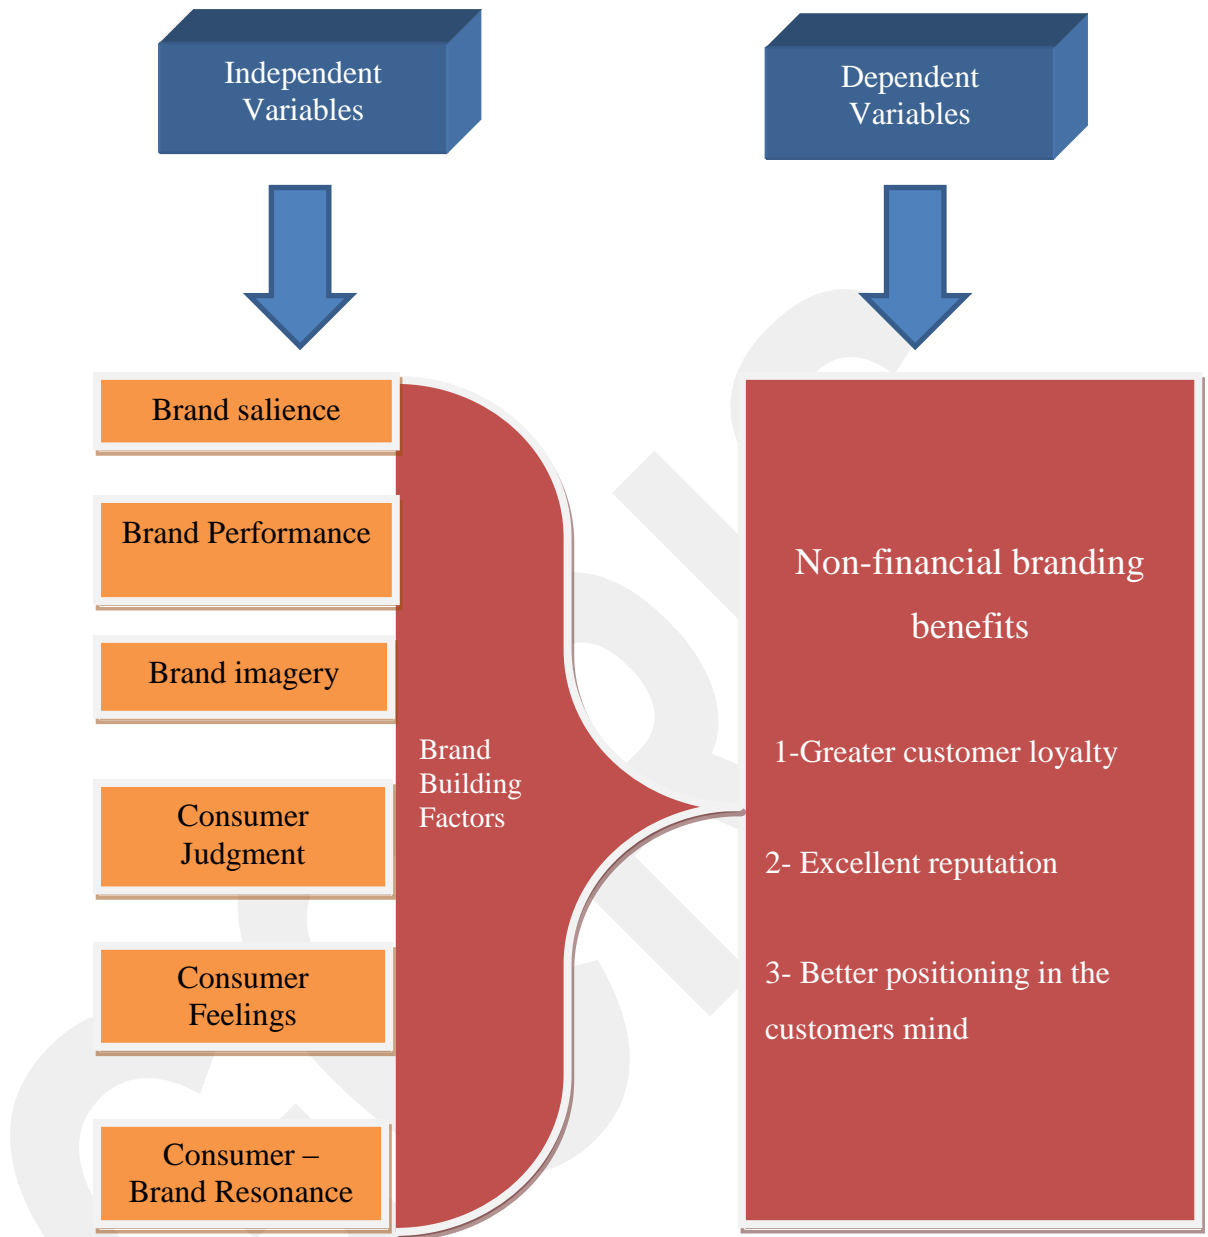 Independent
Variables
Dependent
Variables
Brand salience
Brand Performance
Brand imagery
Consumer
Judgment
Consumer
Feelings
Consumer –
Brand Resonance
Brand
Building
Factors
Non-financial branding
benefits
1-Greater customer loyalty
2- Excellent reputation
3- Better positioning in the
customers mind